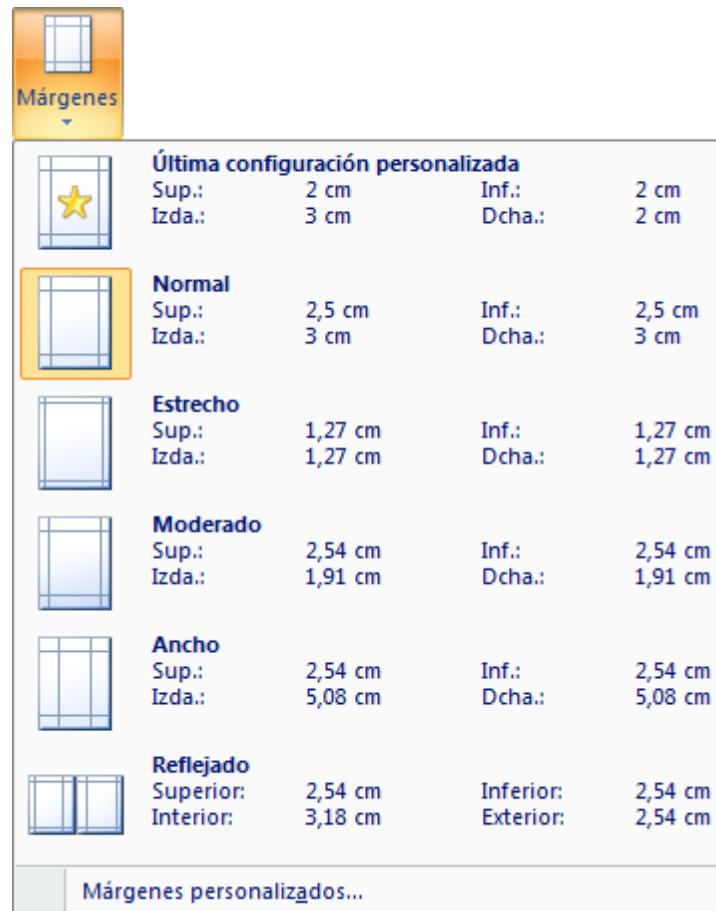 Márgenes
Última configuración personalizada
Sup.: 2 cm Inf.: 2 cm
Izda.: 3 cm Dcha.: 2 cm
Normal
Sup.: 2,5 cm Inf.: 2,5 cm
Izda.: 3 cm Dcha.: 3 cm
Estrecho
Sup.: 1,27 cm Inf.: 1,27 cm
Izda.: 1,27 cm Dcha.: 1,27 cm
Moderado
Sup.: 2,54 cm Inf.: 2,54 cm
Izda.: 1,91 cm Dcha.: 1,91 cm
Ancho
Sup.: 2,54 cm Inf.: 2,54 cm
Izda.: 5,08 cm Dcha.: 5,08 cm
Reflejado
Superior: 2,54 cm Inferior: 2,54 cm
Interior: 3,18 cm Exterior: 2,54 cm
Márgenes personalizados...